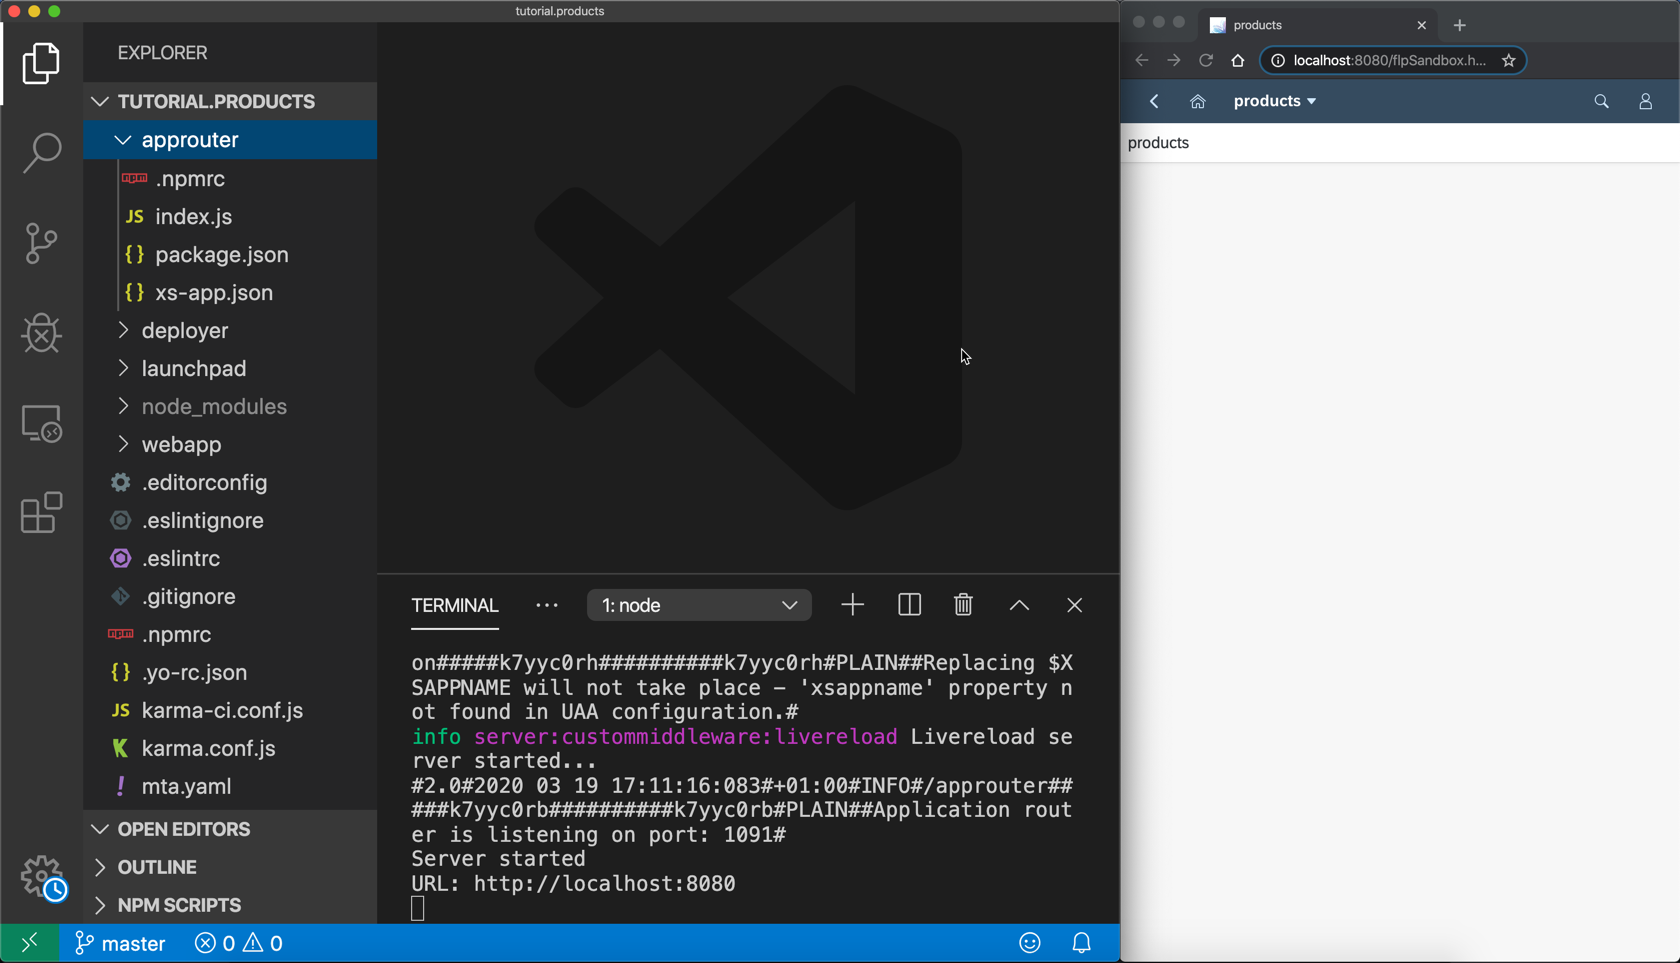 tutorial.products
EXPLORER
TUTORIAL.PRODUCTS
approuter
.npmrc
JS index.js
{} package.json
{} xs-app.json
deployer
launchpad
node_modules
webapp
.editorconfig
.eslintignore
.eslintrc
.gitignore
.npmrc
{} .yo-rc.json
JS karma-ci.conf.js
karma.conf.js
! mta.yaml
OPEN EDITORS
OUTLINE
NPM SCRIPTS
TERMINAL
1: node
on#####k7yyc0rh##########k7yyc0rh#PLAIN##Replacing $X
SAPPNAME will not take place – 'xsappname' property n
ot found in UAA configuration.#
info server:custommiddleware:livereload Livereload se
rver started...
#2.0#2020 03 19 17:11:16:083#+01:00#INFO#/approuter##
###k7yyc0rb##########k7yyc0rb#PLAIN##Application rout
er is listening on port: 1091#
Server started
URL: http://localhost:8080
master 0 0
products
localhost:8080/flpSandbox.h...
products
products